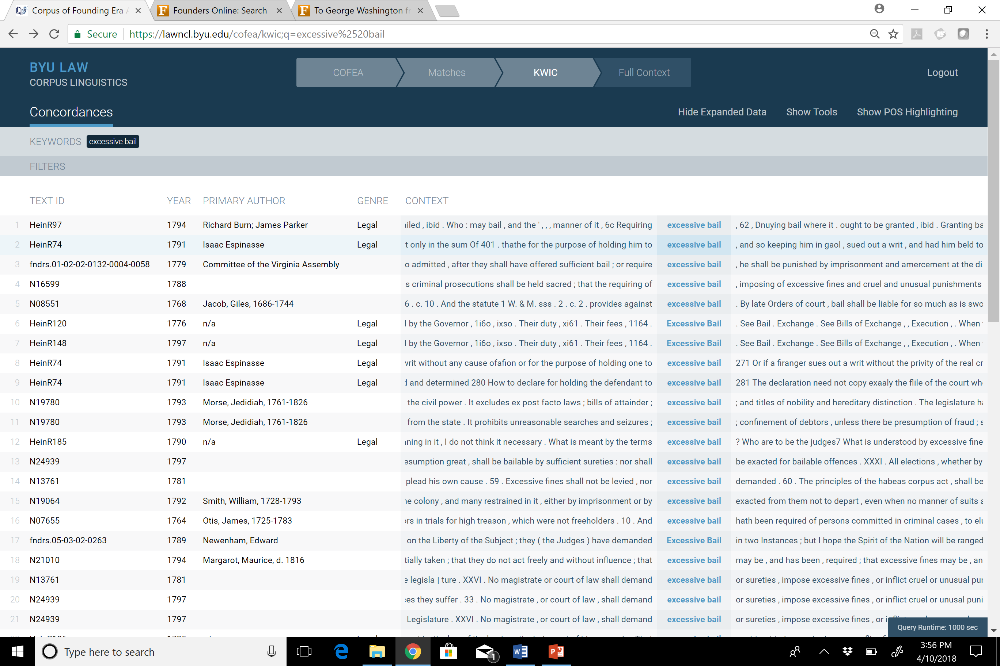 Corpus of Founding Era
Founders Online: Search
To George Washington fr
Secure
https://lawncl.byu.edu/cofea/kwic;q=excessive%2520bail
BYU LAW
CORPUS LINGUISTICS
COFEA
Matches
KWIC
Full Context
Logout
Concordances
Hide Expanded Data
Show Tools
Show POS Highlighting
KEYWORDS excessive bail
FILTERS
TEXT ID YEAR PRIMARY AUTHOR GENRE CONTEXT
1 HeinR97 1794 Richard Burn; James Parker Legal iled , ibid . Who : may bail , and the ' , , , manner of it , 6c Requiring excessive bail , 62 , Dnuying bail where it . ought to be granted , ibid . Granting ba
2 HeinR74 1791 Isaac Espinasse Legal t only in the sum Of 401 . thathe for the purpose of holding him to excessive bail , and so keeping him in gaol , sued out a writ , and had him beld to
3 fndrs.01-02-02-0132-0004-0058 1779 Committee of the Virginia Assembly o admitted , after they shall have offered sufficient bail ; or require excessive bail , he shall be punished by imprisonment and amercement at the di
4 N16599 1788 s criminal prosecutions shall be held sacred ; that the requiring of excessive bail , imposing of excessive fines and cruel and unusual punishments
5 N08551 1768 Jacob, Giles, 1686-1744 6 . c. 10 . And the statute 1 W. & M. sss . 2 . c. 2 . provides against excessive bail . By late Orders of court , bail shall be liable for so much as is swo
6 HeinR120 1776 n/a Legal l by the Governor , 1i6o , ixso . Their duty , xi61 . Their fees , 1164 . Excessive Bail . See Bail . Exchange . See Bills of Exchange , , Execution , . When
7 HeinR148 1797 n/a Legal l by the Governor , 1i6o , ixso . Their duty , xi61 . Their fees , 1164 . Excessive Bail . See Bail . Exchange . See Bills of Exchange , , Execution , . When
8 HeinR74 1791 Isaac Espinasse Legal writ without any cause ofafion or for the purpose of holding one to excessive bail 271 Or if a firanger sues out a writ without the privity of the real cr
9 HeinR74 1791 Isaac Espinasse Legal d and determined 280 How to declare for holding the defendant to excessive bail 281 The declaration need not copy exaaly the flile of the court wh
10 N19780 1793 Morse, Jedidiah, 1761-1826 the civil power . It excludes ex post facto laws ; bills of attainder ; excessive bail ; and titles of nobility and hereditary distinction . The legislature ha
11 N19780 1793 Morse, Jedidiah, 1761-1826 from the state . It prohibits unreasonable searches and seizures ; excessive bail ; confinement of debtors , unless there be presumption of fraud ; s
12 HeinR185 1790 n/a Legal ning in it , I do not think it necessary . What is meant by the terms excessive bail ? Who are to be the judges7 What is understood by excessive fine
13 N24939 1797 esumption great , shall be bailable by sufficient sureties : nor shall excessive bail be exacted for bailable offences . XXXI . All elections , whether by
14 N13761 1781 plead his own cause . 59 . Excessive fines shall not be levied , nor excessive bail demanded . 60 . The principles of the habeas corpus act , shall be
15 N19064 1792 Smith, William, 1728-1793 he colony , and many restrained in it , either by imprisonment or by excessive bail exacted from them not to depart , even when no manner of suits a
16 N07655 1764 Otis, James, 1725-1783 rs in trials for high treason , which were not freeholders . 10 . And excessive bail hath been required of persons committed in criminal cases , to elu
17 fndrs.05-03-02-0263 1789 Newenham, Edward on the Liberty of the Subject ; they ( the Judges ) have demanded Excessive Bail in two Instances ; but I hope the Spirit of the Nation will be ranged
18 N21010 1794 Margarot, Maurice, d. 1816 tially taken ; that they do not act freely and without influence ; that excessive bail may be , and has been , required ; that excessive fines may be , an
19 N13761 1781 e legisla | ture . XXVI . No magistrate or court of law shall demand excessive bail or sureties , impose excessive fines , or inflict cruel or unusual pur
20 N24939 1797 es they suffer . 33 . No magistrate , or court of law , shall demand excessive bail or sureties , impose excessive fines , or inflict cruel or unusal puni
21 N24939 1797 Legislature . XXVI . No magistrate , or court of law , shall demand excessive bail or sureties , impose excessive fines , or
Query Runtime: 1000 sec
Type here to search
1
3:56 PM
4/10/2018